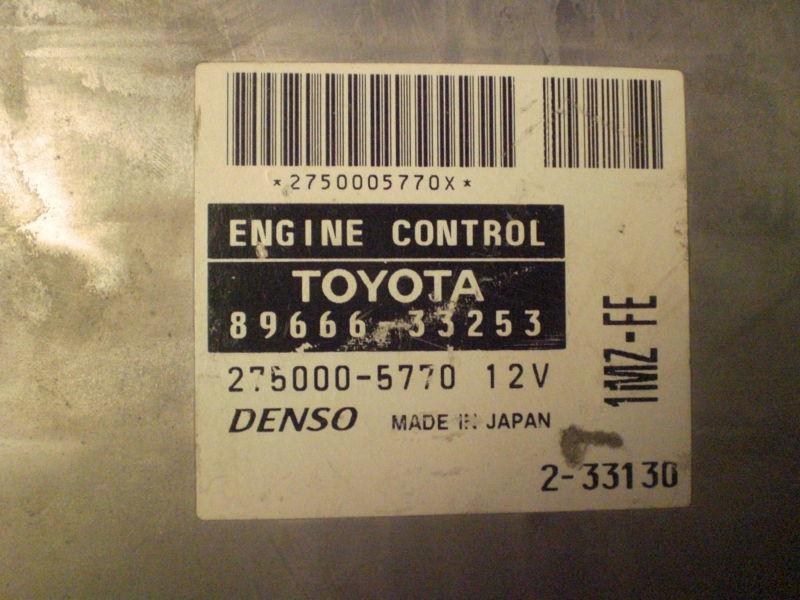 *2750005770X*
ENGINE CONTROL
TOYOTA
89666-33253
275000-5770 12V
DENSO MADE IN JAPAN
1MZ-FE
2-33130